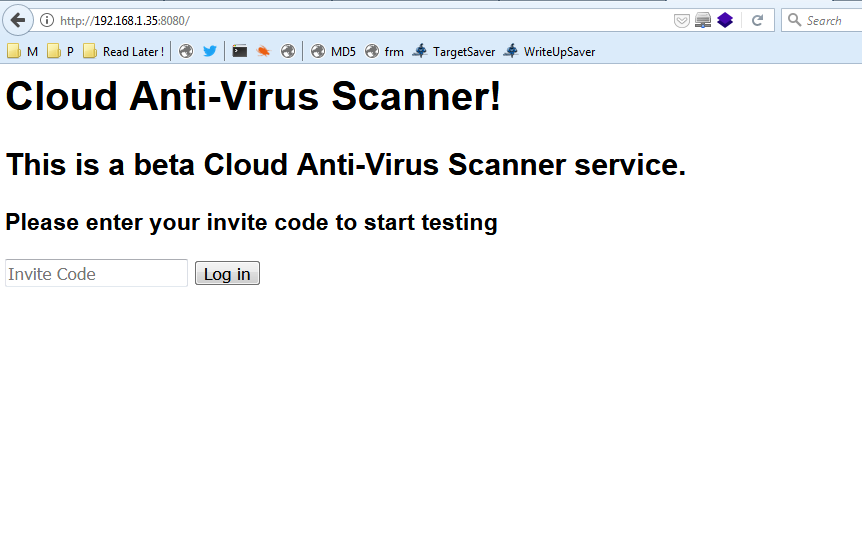 http://192.168.1.35:8080/
Search
M P Read Later ! MD5 frm TargetSaver WriteUpSaver
Cloud Anti-Virus Scanner!
This is a beta Cloud Anti-Virus Scanner service.
Please enter your invite code to start testing
Invite Code Log in